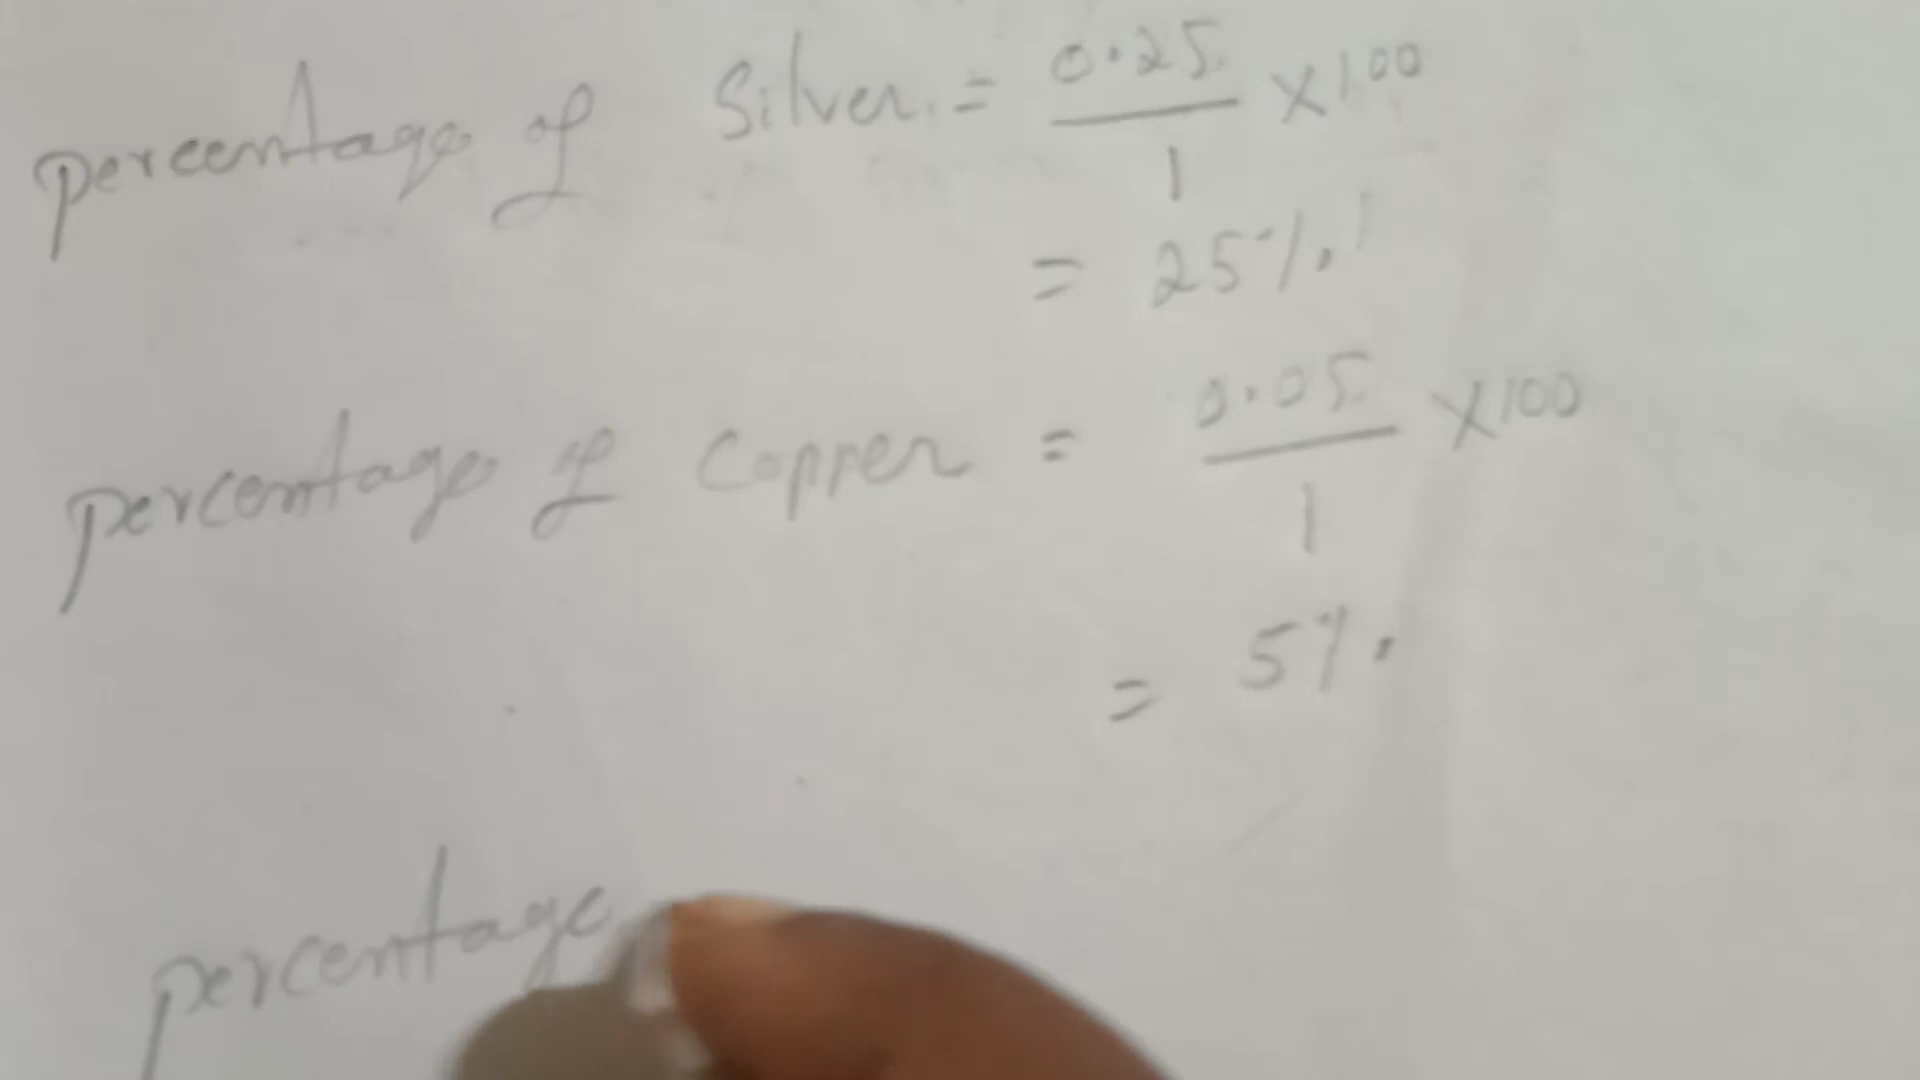 percentage of Silver = 0.25/1 x100
= 25%
percentage of Copper = 0.05/1 x100
= 5%
percentage